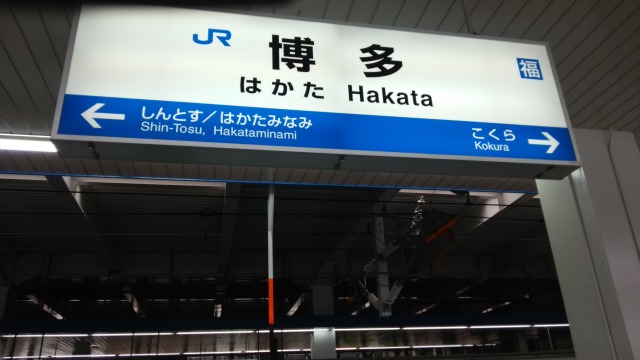 JR 博多 福
はかた Hakata
← しんとす／はかたみなみ こくら →
Shin-Tosu, Hakataminami Kokura